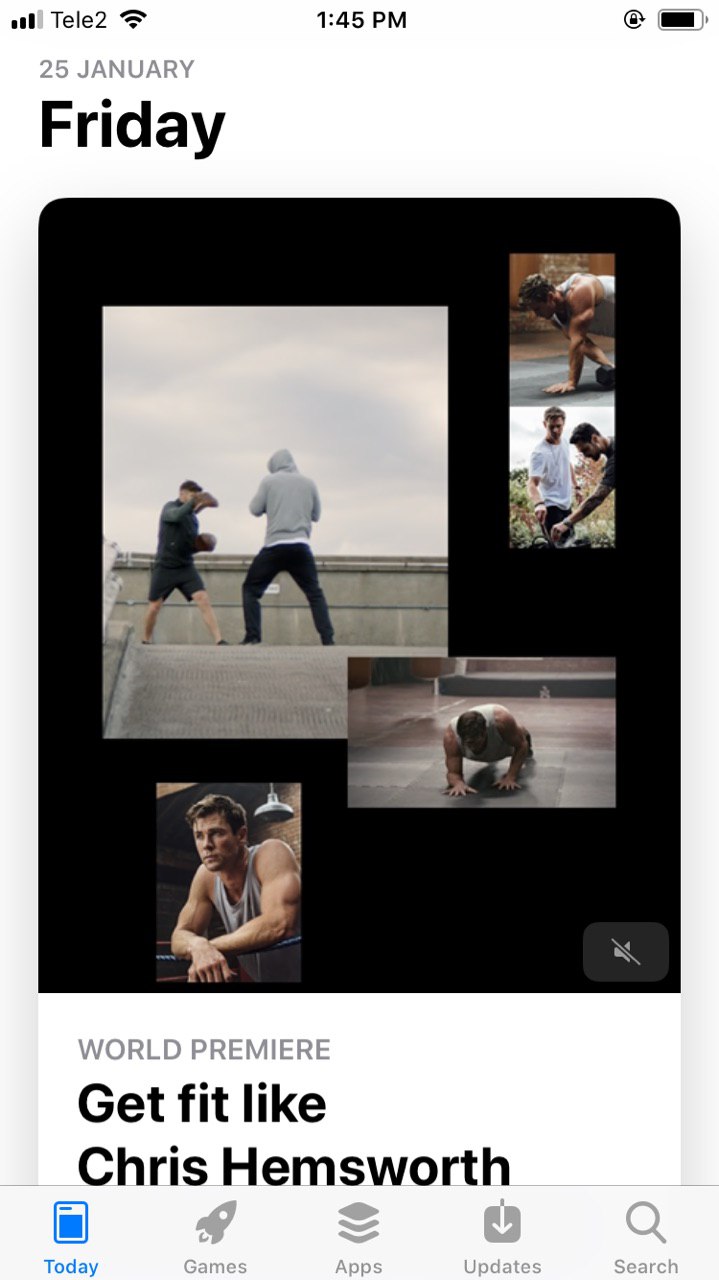 Tele2
1:45 PM
25 JANUARY
Friday
WORLD PREMIERE
Get fit like
Chris Hemsworth
Today
Games
Apps
Updates
Search